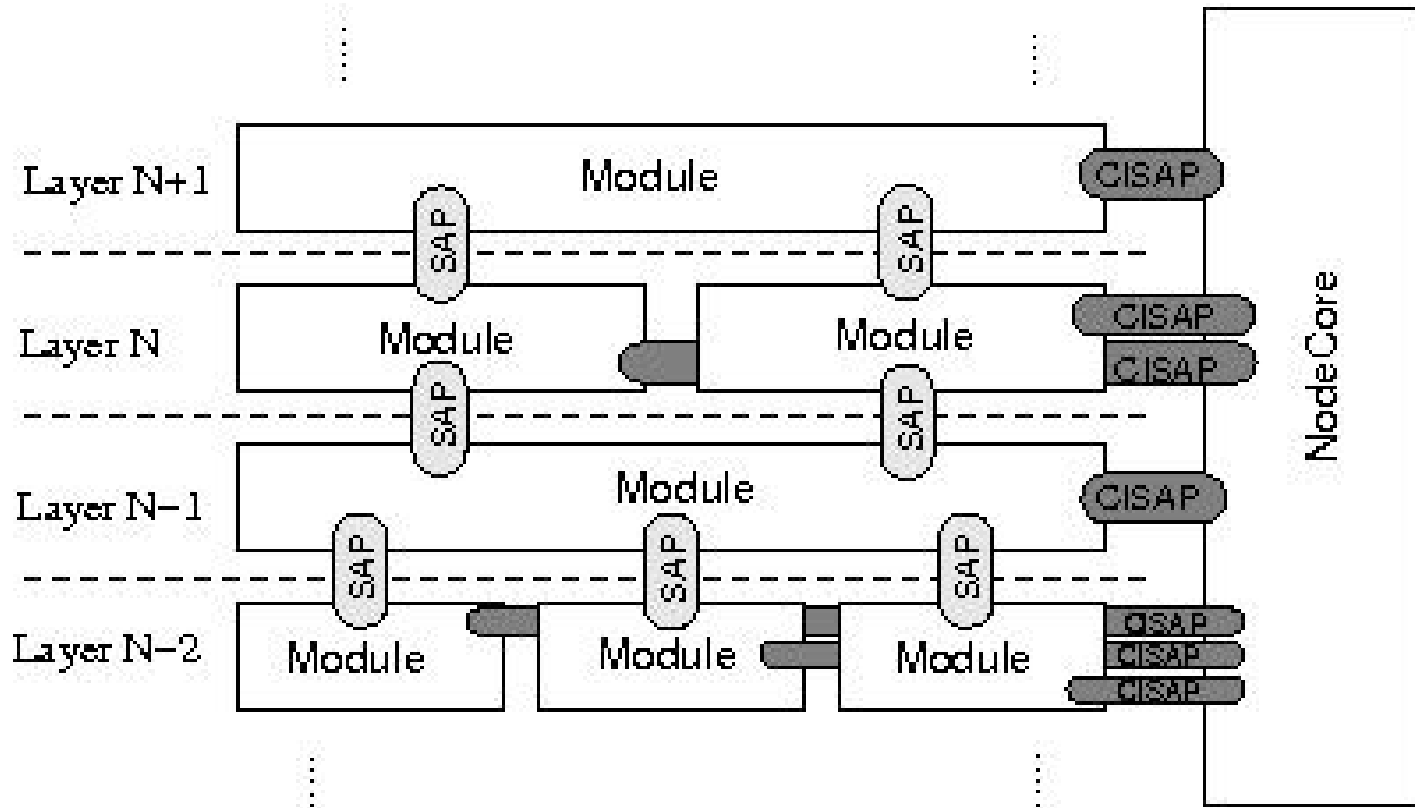 Layer N+1
Module
CISAP
SAP
SAP
Layer N
Module
Module
CISAP
CISAP
SAP
SAP
Layer N−1
Module
CISAP
SAP
SAP
SAP
Layer N−2
Module
Module
Module
CISAP
CISAP
CISAP
NodeCore